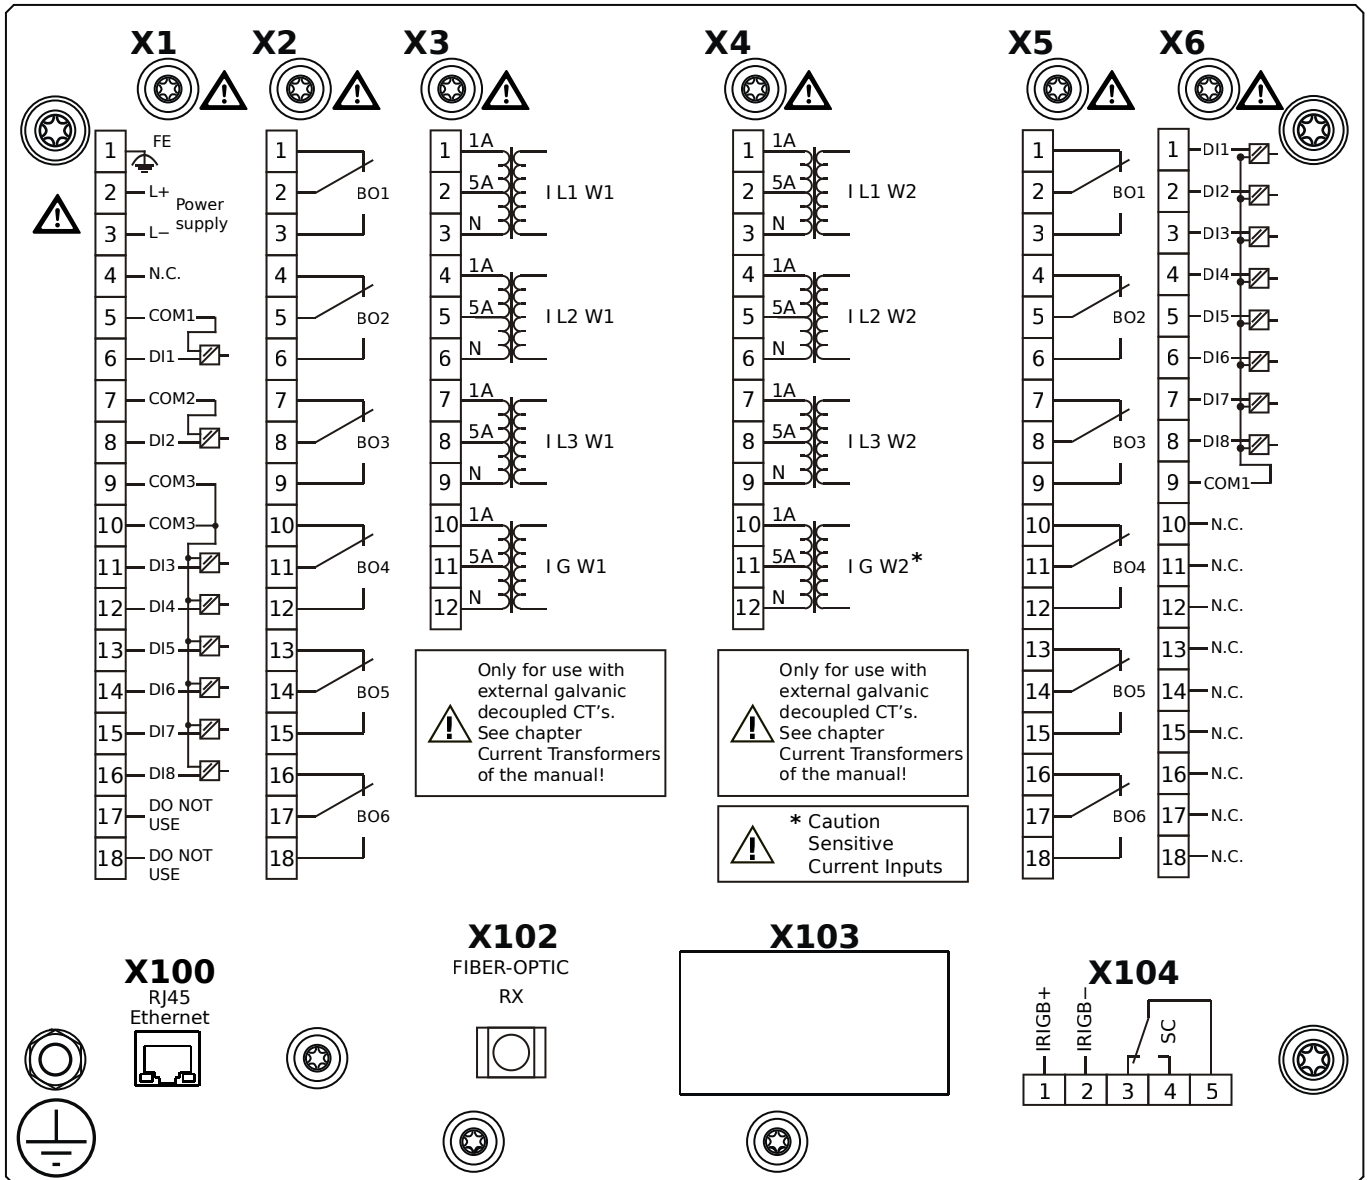 X1
X2
X3
X4
X5
X6
1 FE
2 L+
Power
supply
3 L−
4 N.C.
5 COM1
6 DI1
7 COM2
8 DI2
9 COM3
10 COM3
11 DI3
12 DI4
13 DI5
14 DI6
15 DI7
16 DI8
17 DO NOT
USE
18 DO NOT
USE
1
2 BO1
3
4
5 BO2
6
7
8 BO3
9
10
11 BO4
12
13
14 BO5
15
16
17 BO6
18
1 1A
2 5A I L1 W1
3 N
4 1A
5 5A I L2 W1
6 N
7 1A
8 5A I L3 W1
9 N
10 1A
11 5A I G W1
12 N
Only for use with
external galvanic
decoupled CT's.
See chapter
Current Transformers
of the manual!
1 1A
2 5A I L1 W2
3 N
4 1A
5 5A I L2 W2
6 N
7 1A
8 5A I L3 W2
9 N
10 1A
11 5A I G W2*
12 N
Only for use with
external galvanic
decoupled CT's.
See chapter
Current Transformers
of the manual!
* Caution
Sensitive
Current Inputs
1
2 BO1
3
4
5 BO2
6
7
8 BO3
9
10
11 BO4
12
13
14 BO5
15
16
17 BO6
18
1 DI1
2 DI2
3 DI3
4 DI4
5 DI5
6 DI6
7 DI7
8 DI8
9 COM1
10 N.C.
11 N.C.
12 N.C.
13 N.C.
14 N.C.
15 N.C.
16 N.C.
17 N.C.
18 N.C.
X100
RJ45
Ethernet
X102
FIBER-OPTIC
RX
X103
X104
IRIGB+
IRIGB−
SC
1 2 3 4 5